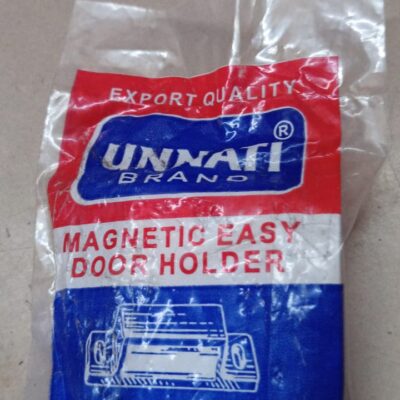 EXPORT QUALITY
UNNATI ®
BRAND
MAGNETIC EASY
DOOR HOLDER